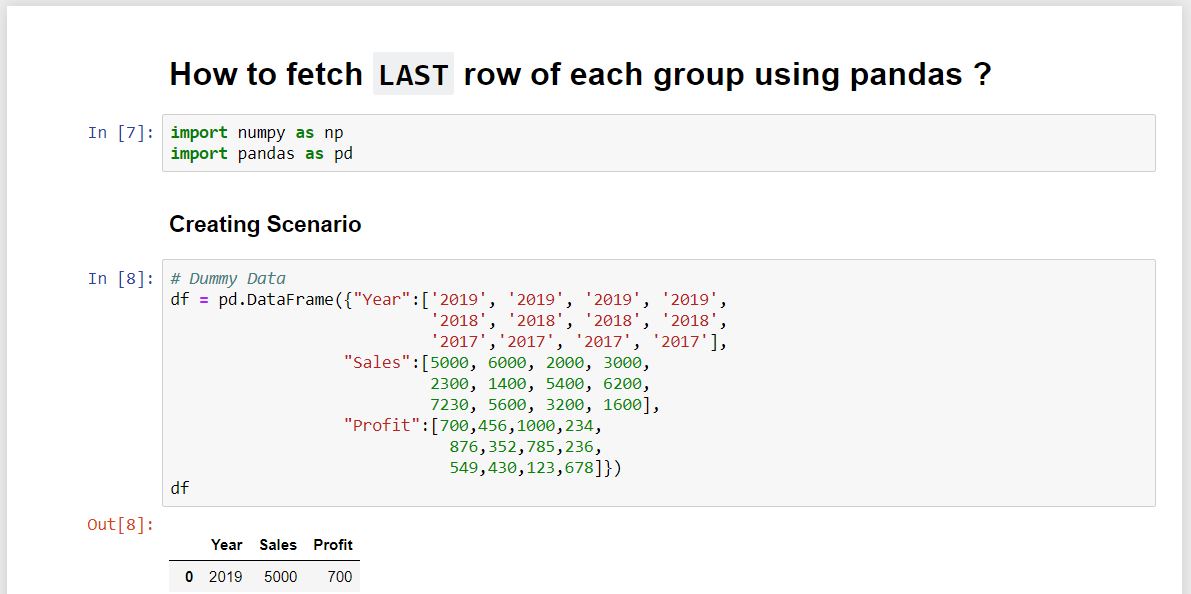 How to fetch LAST row of each group using pandas ?
In [7]: import numpy as np
import pandas as pd
Creating Scenario
In [8]: # Dummy Data
df = pd.DataFrame({"Year":['2019', '2019', '2019', '2019',
'2018', '2018', '2018', '2018',
'2017','2017', '2017', '2017'],
"Sales":[5000, 6000, 2000, 3000,
2300, 1400, 5400, 6200,
7230, 5600, 3200, 1600],
"Profit":[700,456,1000,234,
876,352,785,236,
549,430,123,678]})
df
Out[8]:
Year Sales Profit
0 2019 5000 700